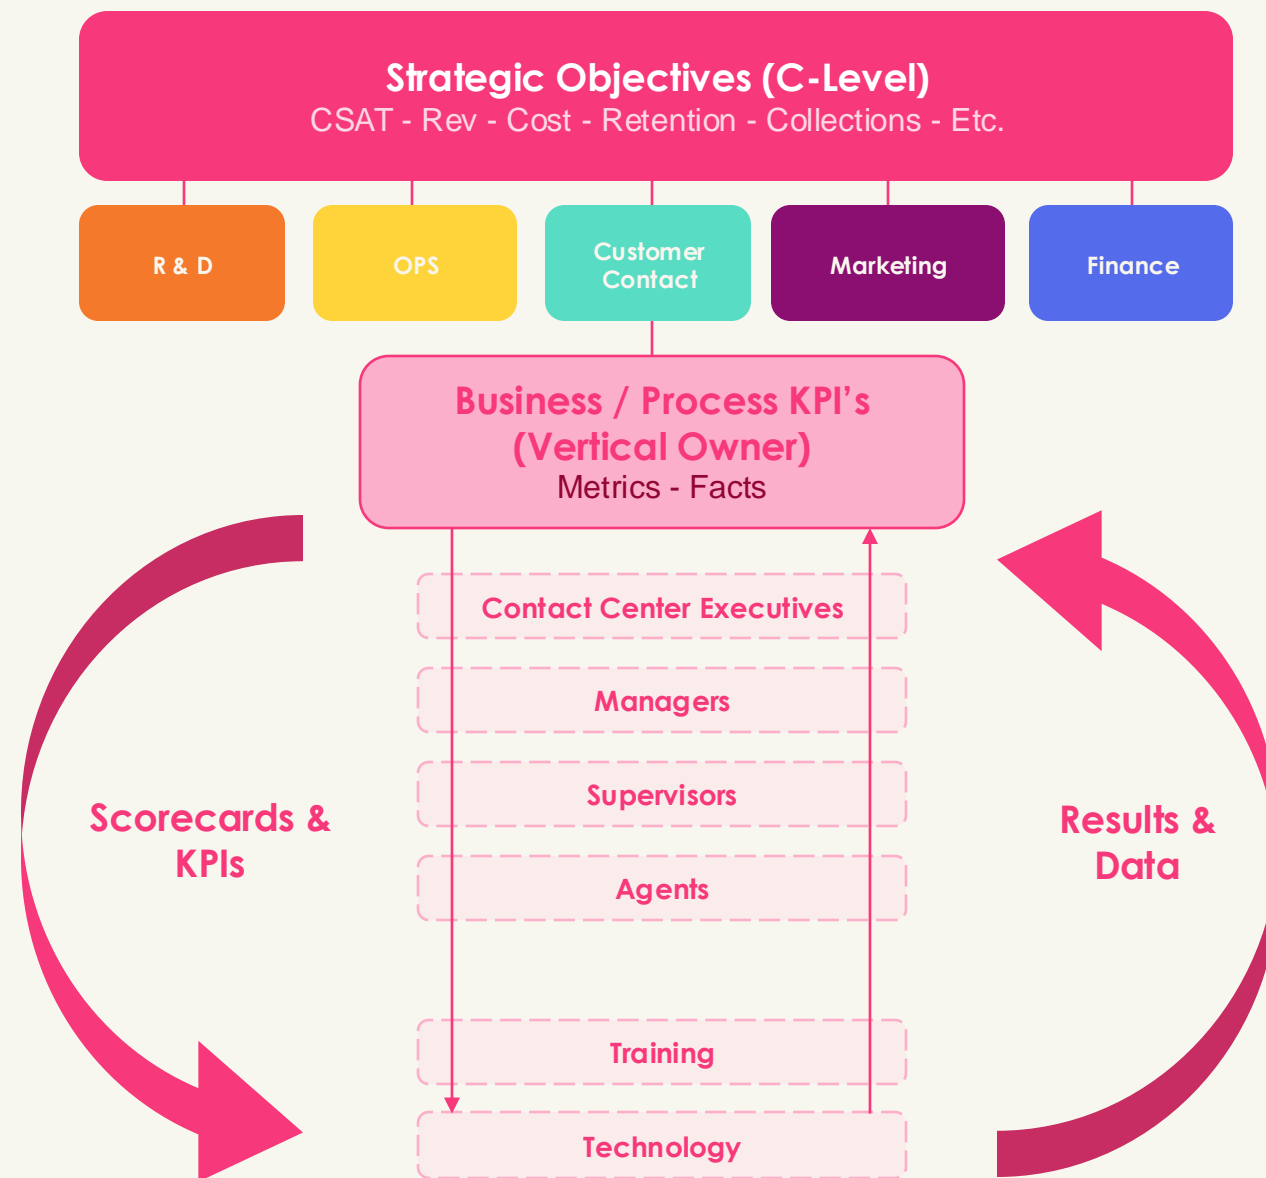 Strategic Objectives (C-Level)
CSAT - Rev - Cost - Retention - Collections - Etc.
R & D
OPS
Customer
Contact
Marketing
Finance
Business / Process KPI’s
(Vertical Owner)
Metrics - Facts
Contact Center Executives
Managers
Supervisors
Agents
Scorecards &
KPIs
Results &
Data
Training
Technology